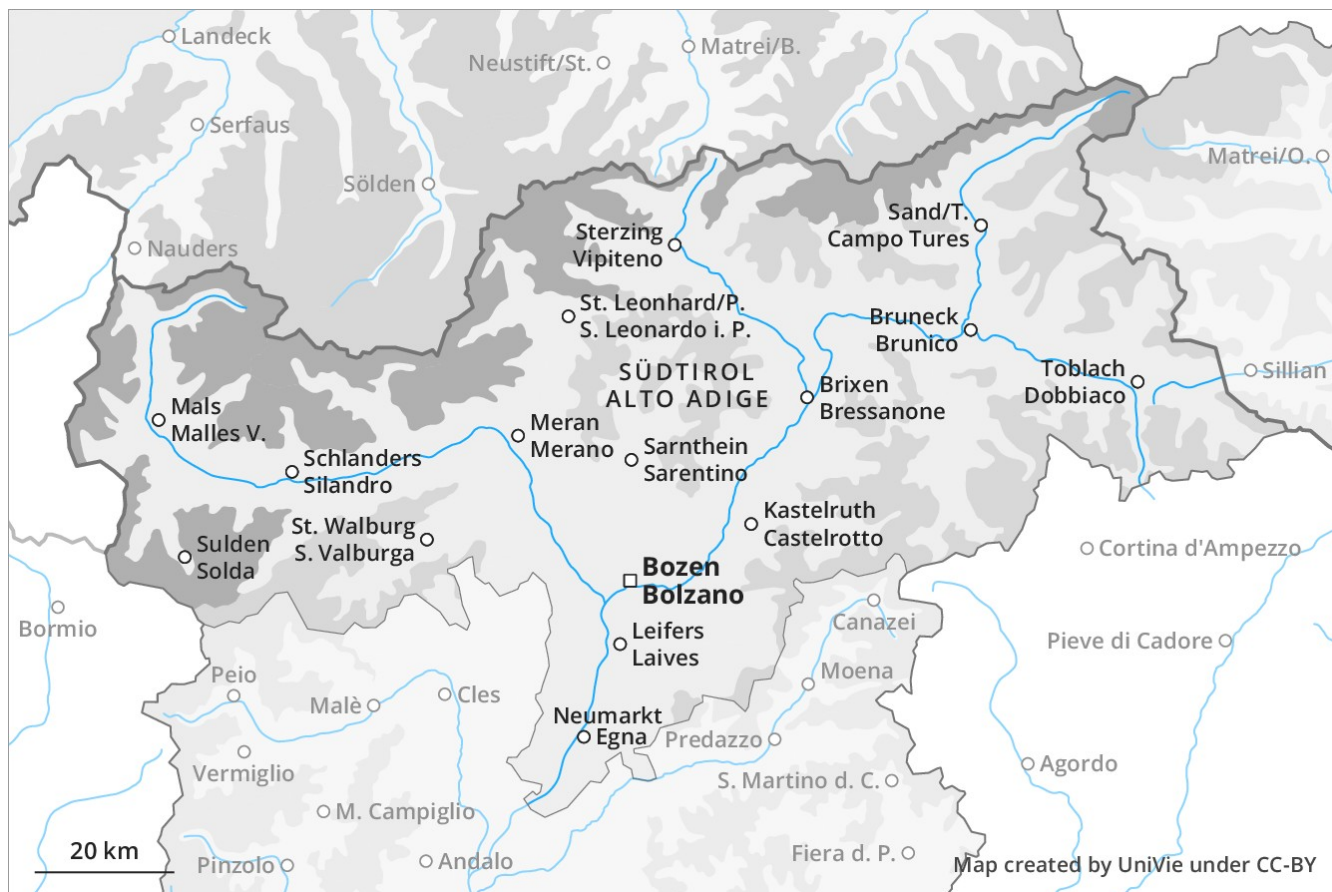 Landeck
Neustift/St.
Matrei/B.
Serfaus
Matrei/O.
Sölden
Nauders
Sand/T.
Campo Tures
Sterzing
Vipiteno
St. Leonhard/P.
S. Leonardo i. P.
Bruneck
Brunico
SÜDTIROL
ALTO ADIGE
Toblach
Dobbiaco
Sillian
Brixen
Bressanone
Mals
Malles V.
Meran
Merano
Sarnthein
Sarentino
Schlanders
Silandro
Kastelruth
Castelrotto
St. Walburg
S. Valburga
Sulden
Solda
Cortina d'Ampezzo
Bozen
Bolzano
Bormio
Canazei
Leifers
Laives
Pieve di Cadore
Peio
Moena
Malè
Cles
Neumarkt
Egna
Predazzo
Vermiglio
Agordo
S. Martino d. C.
M. Campiglio
20 km
Pinzolo
Andalo
Fiera d. P.
Map created by UniVie under CC-BY